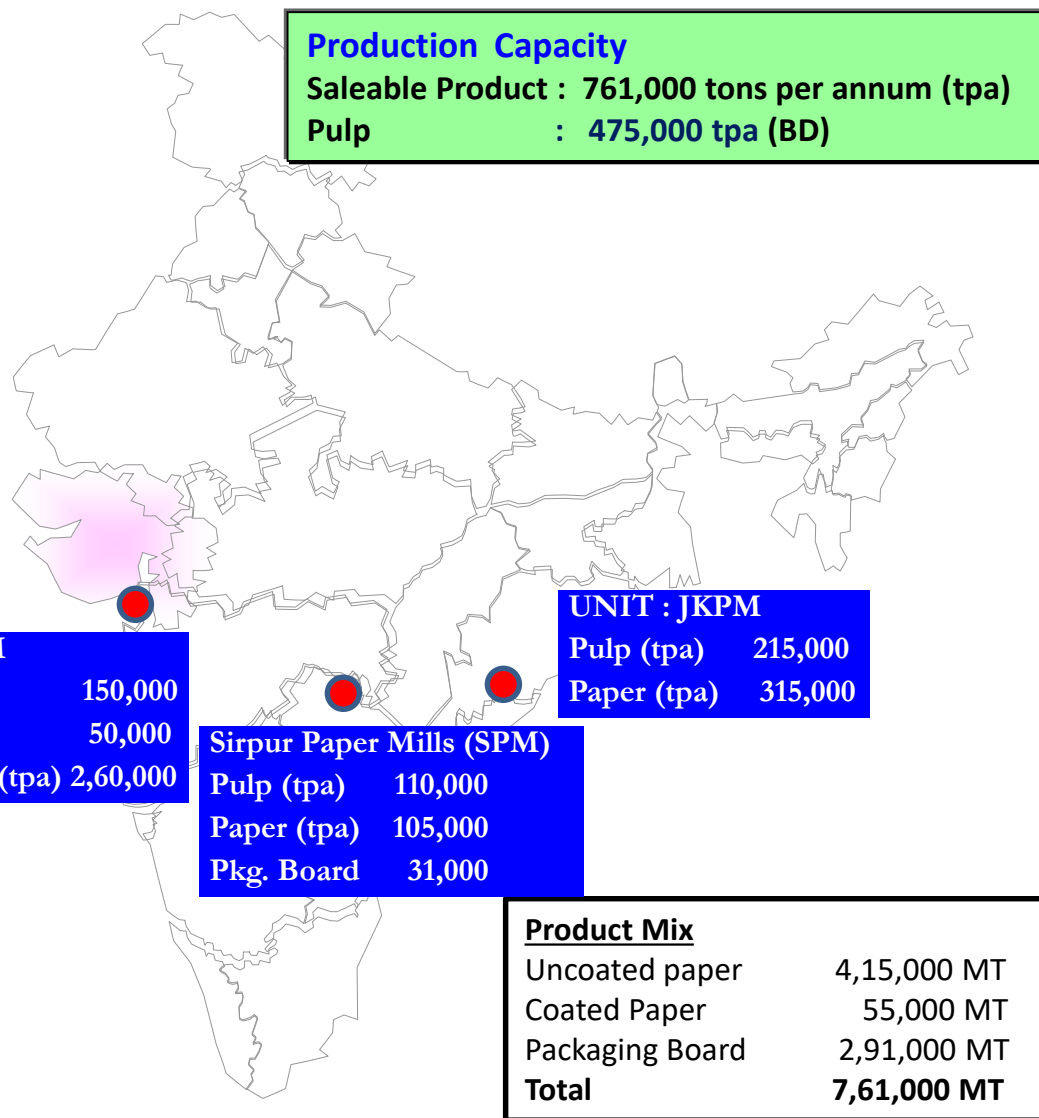 Production Capacity
Saleable Product : 761,000 tons per annum (tpa)
Pulp : 475,000 tpa (BD)
UNIT : JKPM
Pulp (tpa) 215,000
Paper (tpa) 315,000
150,000
50,000
(tpa) 2,60,000
Sirpur Paper Mills (SPM)
Pulp (tpa) 110,000
Paper (tpa) 105,000
Pkg. Board 31,000
Product Mix
Uncoated paper 4,15,000 MT
Coated Paper 55,000 MT
Packaging Board 2,91,000 MT
Total 7,61,000 MT